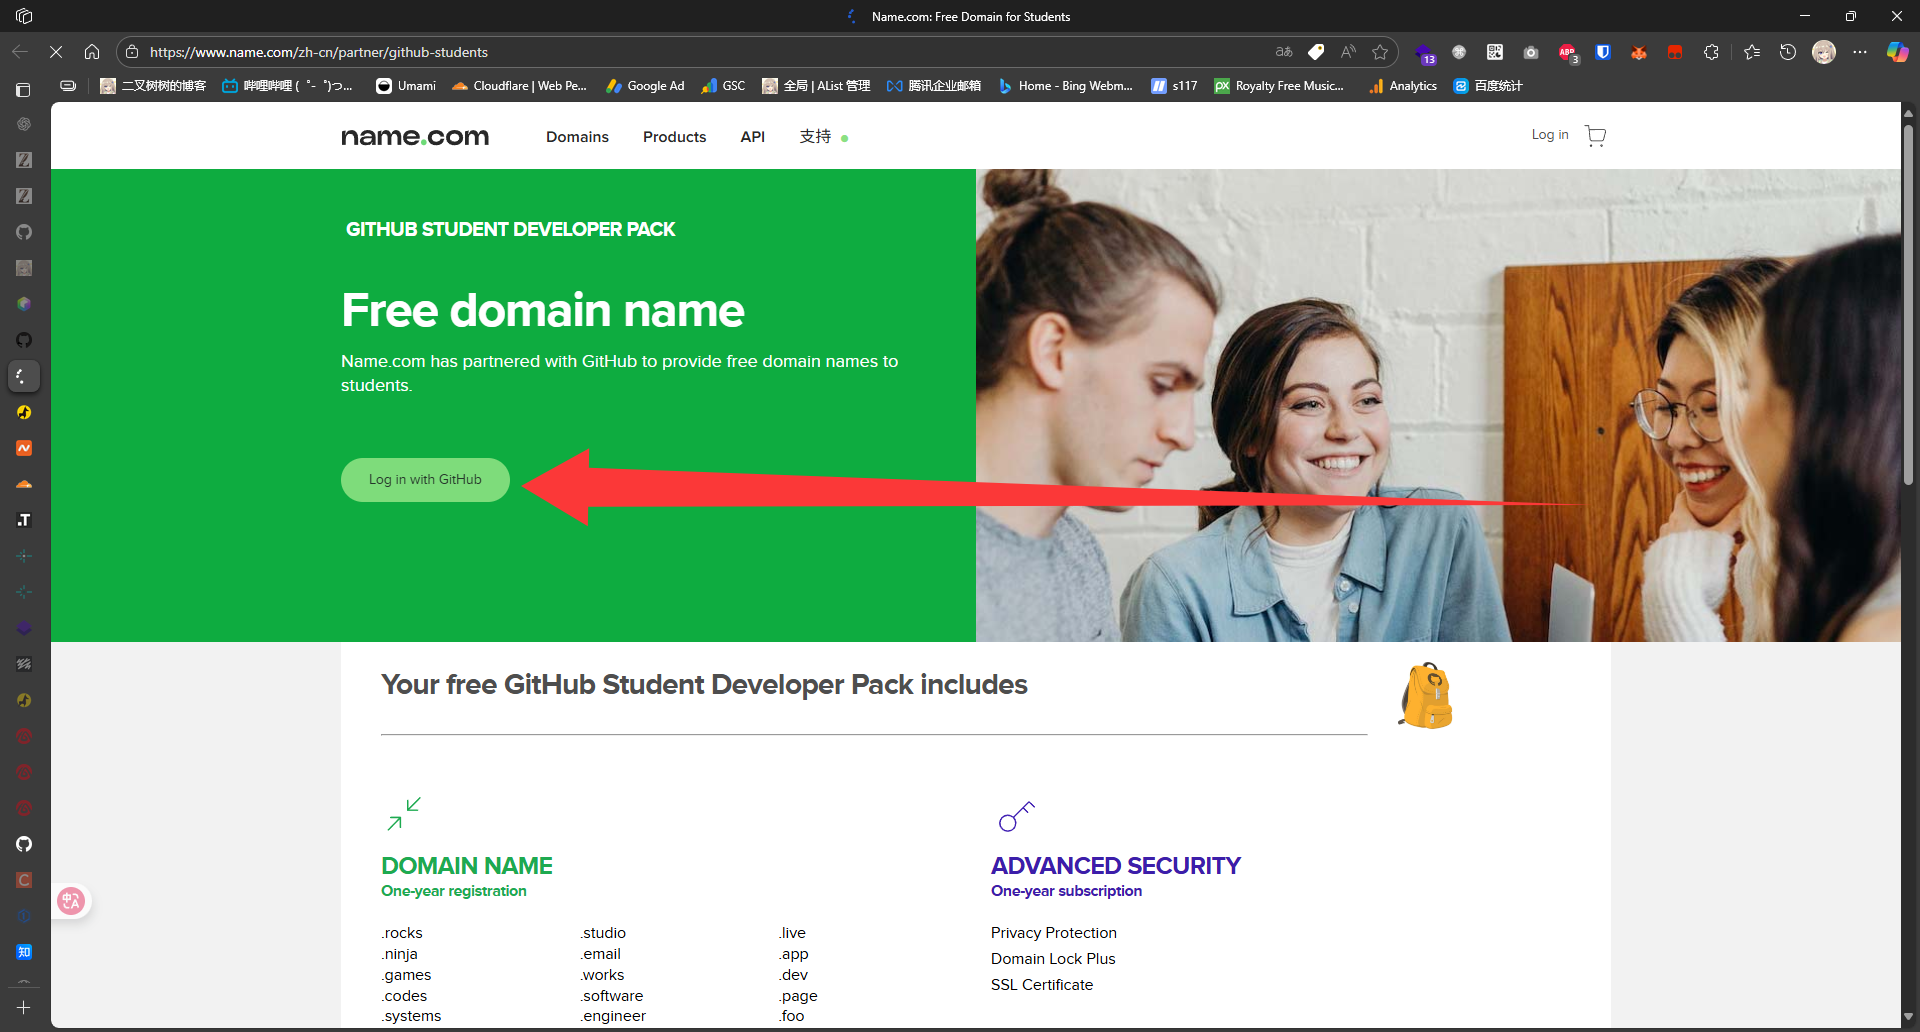 Name.com: Free Domain for Students
https://www.name.com/zh-cn/partner/github-students
13
ABP
3
二叉树树的博客
哔哩哔哩 (゜-゜)つ...
Umami
Cloudflare | Web Pe...
Google Ad
GSC
全局 | AList 管理
腾讯企业邮箱
Home - Bing Webm...
s117
Royalty Free Music...
Analytics
百度统计
name.com
Domains
Products
API
支持
Log in
GITHUB STUDENT DEVELOPER PACK
Free domain name
Name.com has partnered with GitHub to provide free domain names to
students.
Log in with GitHub
Your free GitHub Student Developer Pack includes
DOMAIN NAME
One-year registration
.rocks
.ninja
.games
.codes
.systems
.studio
.email
.works
.software
.engineer
.live
.app
.dev
.page
.foo
ADVANCED SECURITY
One-year subscription
Privacy Protection
Domain Lock Plus
SSL Certificate
知